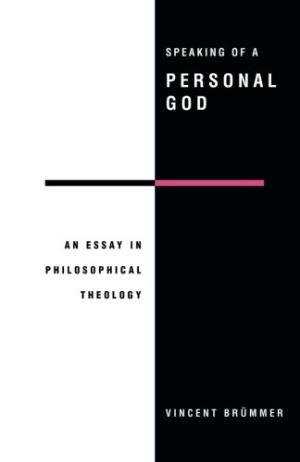 SPEAKING OF A
PERSONAL
GOD
AN ESSAY IN
PHILOSOPHICAL
THEOLOGY
VINCENT BRÜMMER